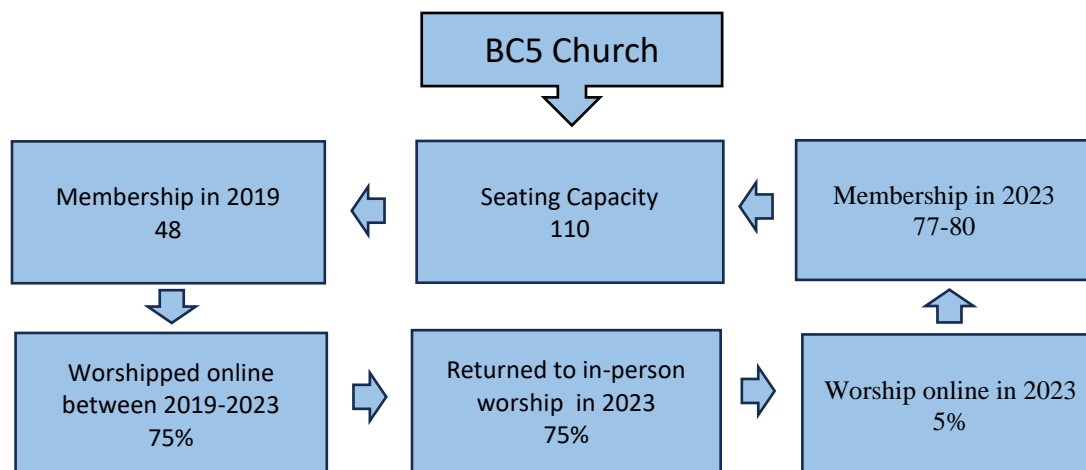 BC5 Church
Membership in 2019
48
Seating Capacity
110
Membership in 2023
77-80
Worshipped online
between 2019-2023
75%
Returned to in-person
worship in 2023
75%
Worship online in 2023
5%